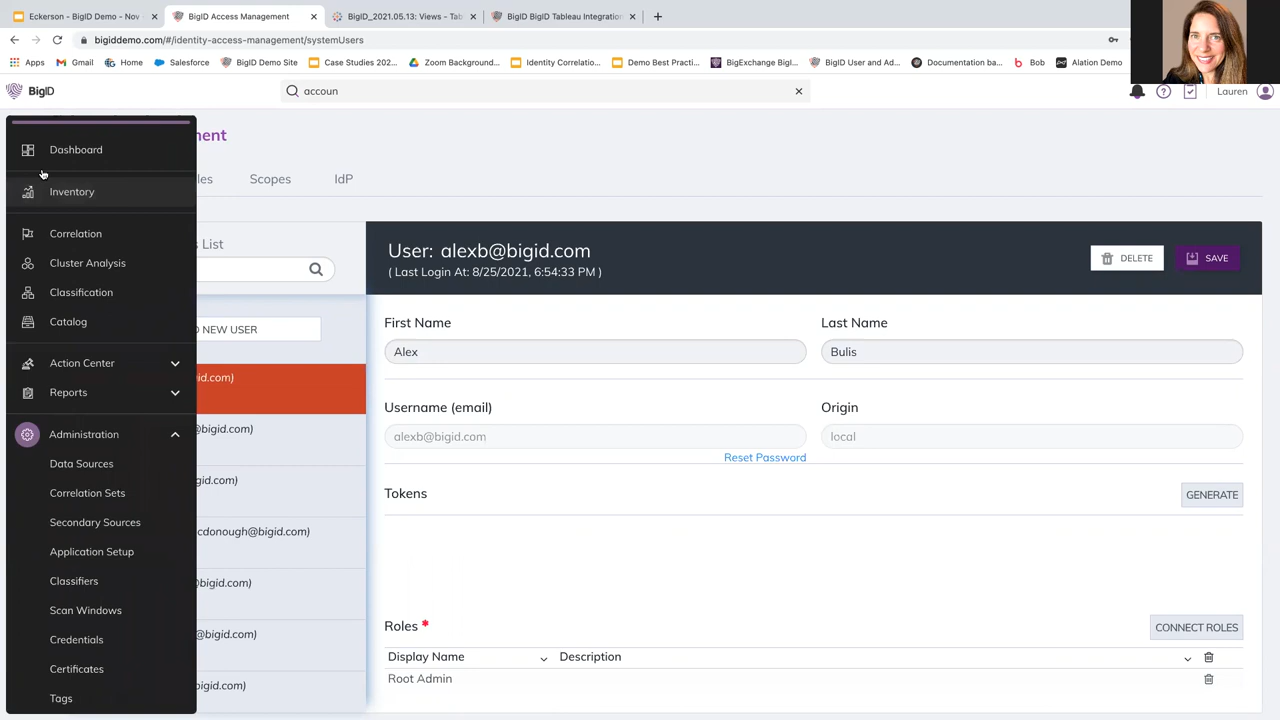 Eckerson - BigID Demo - Nov
BigID Access Management
BigID_2021.05.13: Views - Tab
BigID BigID Tableau Integration
bigiddemo.com/#/identity-access-management/systemUsers
Apps
Gmail
Home
Salesforce
BigID Demo Site
Case Studies 202...
Zoom Background...
Identity Correlatio...
Demo Best Practi...
BigExchange BigI...
BigID User and Ad...
Documentation ba...
Bob
Alation Demo
BigID
accoun
Lauren
ment
les
Scopes
IdP
Dashboard
Inventory
Correlation
Cluster Analysis
Classification
Catalog
Action Center
Reports
Administration
Data Sources
Correlation Sets
Secondary Sources
Application Setup
Classifiers
Scan Windows
Credentials
Certificates
Tags
s List
D NEW USER
gid.com)
@bigid.com)
gid.com)
cdonough@bigid.com)
@bigid.com)
@bigid.com)
gid.com)
User: alexb@bigid.com
( Last Login At: 8/25/2021, 6:54:33 PM )
DELETE
SAVE
First Name
Last Name
Alex
Bulis
Username (email)
Origin
alexb@bigid.com
local
Reset Password
Tokens
GENERATE
Roles *
CONNECT ROLES
Display Name
Description
Root Admin